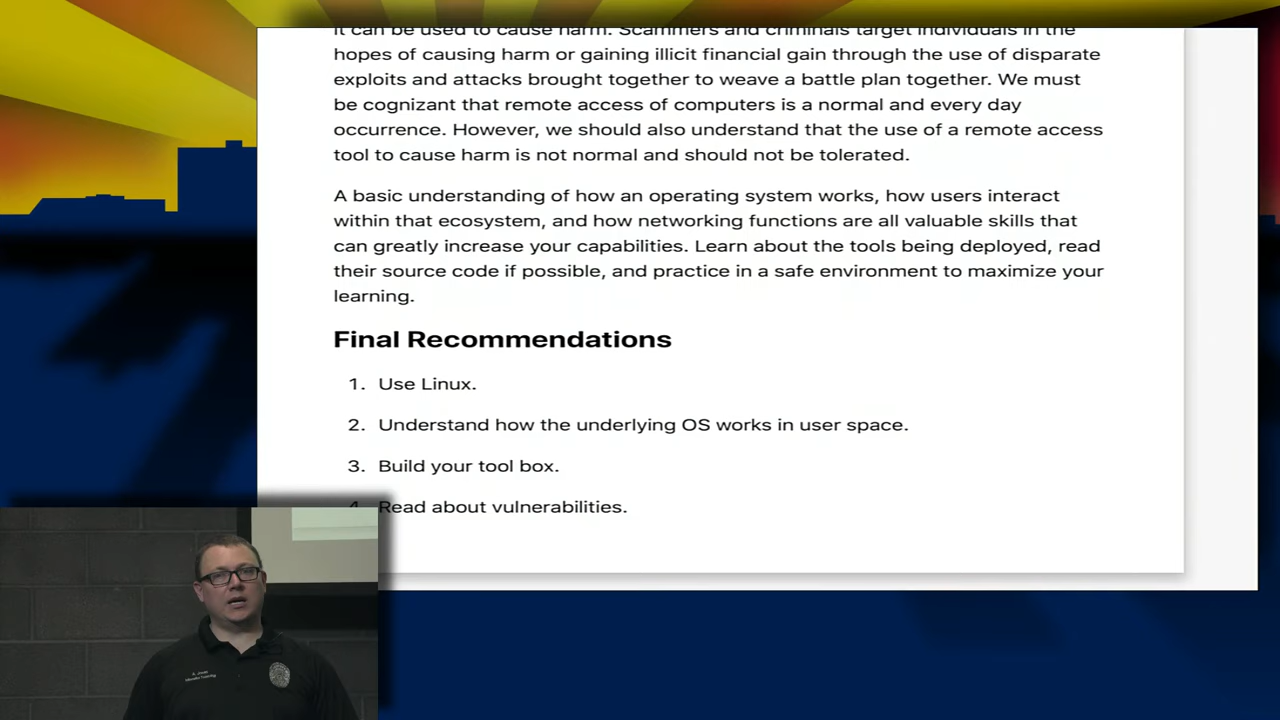 it can be used to cause harm. Scammers and criminals target individuals in the
hopes of causing harm or gaining illicit financial gain through the use of disparate
exploits and attacks brought together to weave a battle plan together. We must
be cognizant that remote access of computers is a normal and every day
occurrence. However, we should also understand that the use of a remote access
tool to cause harm is not normal and should not be tolerated.
A basic understanding of how an operating system works, how users interact
within that ecosystem, and how networking functions are all valuable skills that
can greatly increase your capabilities. Learn about the tools being deployed, read
their source code if possible, and practice in a safe environment to maximize your
learning.
Final Recommendations
1. Use Linux.
2. Understand how the underlying OS works in user space.
3. Build your tool box.
4. Read about vulnerabilities.